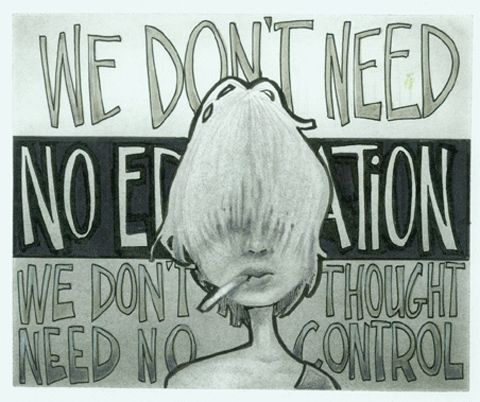 WE DON'T NEED
NO ED ATiON
WE DON'T
NEED NO
THOUGHT
CONTROL